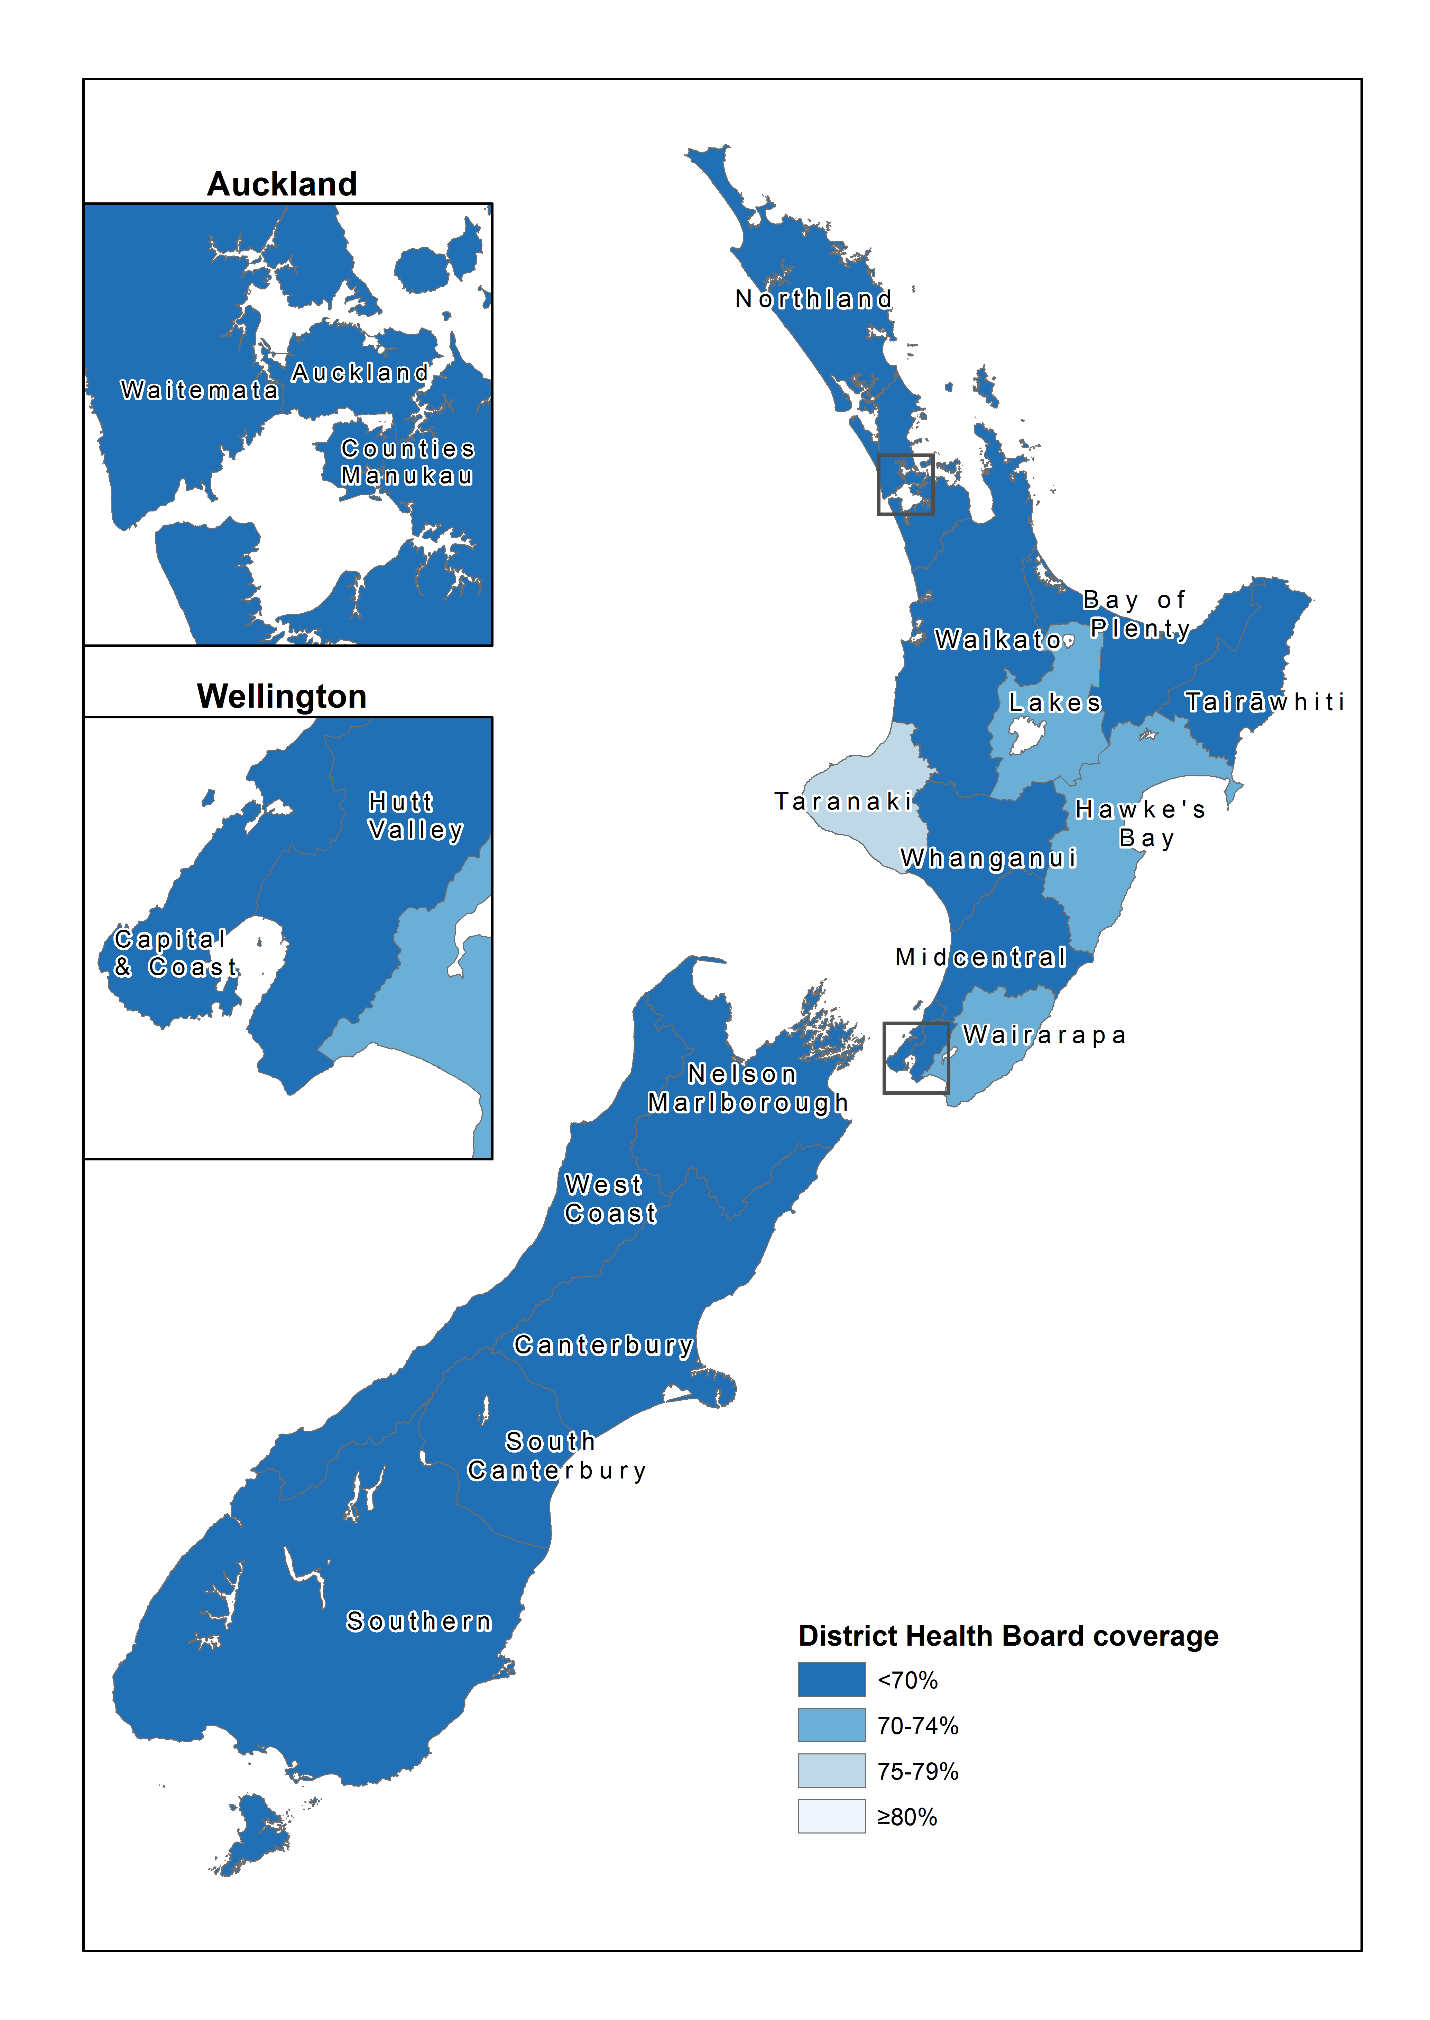 Auckland
Waitemata
Auckland
Counties
Manukau
Wellington
Hutt
Valley
Capital
& Coast
Northland
Bay of
Plenty
Waikato
Lakes
Tairāwhiti
Taranaki
Hawke's
Bay
Whanganui
Midcentral
Wairarapa
Nelson
Marlborough
West
Coast
Canterbury
South
Canterbury
Southern
District Health Board coverage
<70%
70-74%
75-79%
≥80%